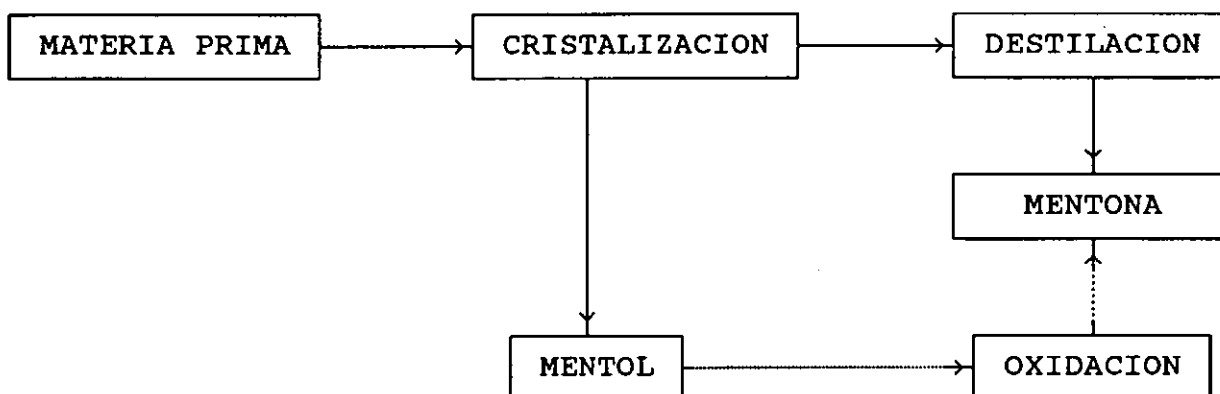 MATERIA PRIMA
CRISTALIZACION
DESTILACION
MENTONA
MENTOL
OXIDACION